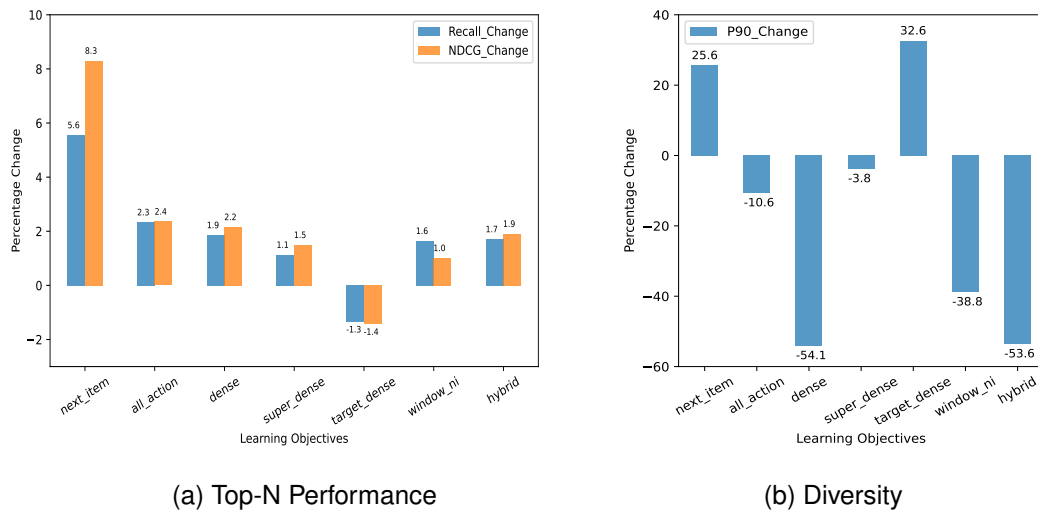 10
8
6
4
2
0
−2
Percentage Change
Recall_Change
NDCG_Change
5.6
8.3
2.3
2.4
1.9
2.2
1.1
1.5
-1.3
-1.4
1.6
1.0
1.7
1.9
next_item
all_action
dense
super_dense
target_dense
window_ni
hybrid
Learning Objectives
(a) Top-N Performance
40
20
0
−20
−40
−60
Percentage Change
P90_Change
25.6
-10.6
-54.1
-3.8
32.6
-38.8
-53.6
next_item
all_action
dense
super_dense
target_dense
window_ni
hybrid
Learning Objectives
(b) Diversity